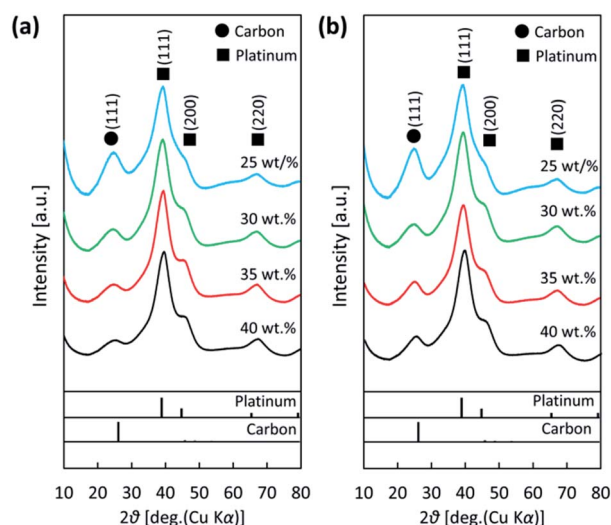 (a)
● Carbon
■ Platinum
(111)
(111)
(200)
(220)
25 wt/%
30 wt.%
35 wt.%
40 wt.%
Intensity [a.u.]
Platinum
Carbon
10 20 30 40 50 60 70 80
2ϑ [deg.(Cu Kα)]
(b)
● Carbon
■ Platinum
(111)
(111)
(200)
(220)
25 wt/%
30 wt.%
35 wt.%
40 wt.%
Intensity [a.u.]
Platinum
Carbon
10 20 30 40 50 60 70 80
2ϑ [deg.(Cu Kα)]